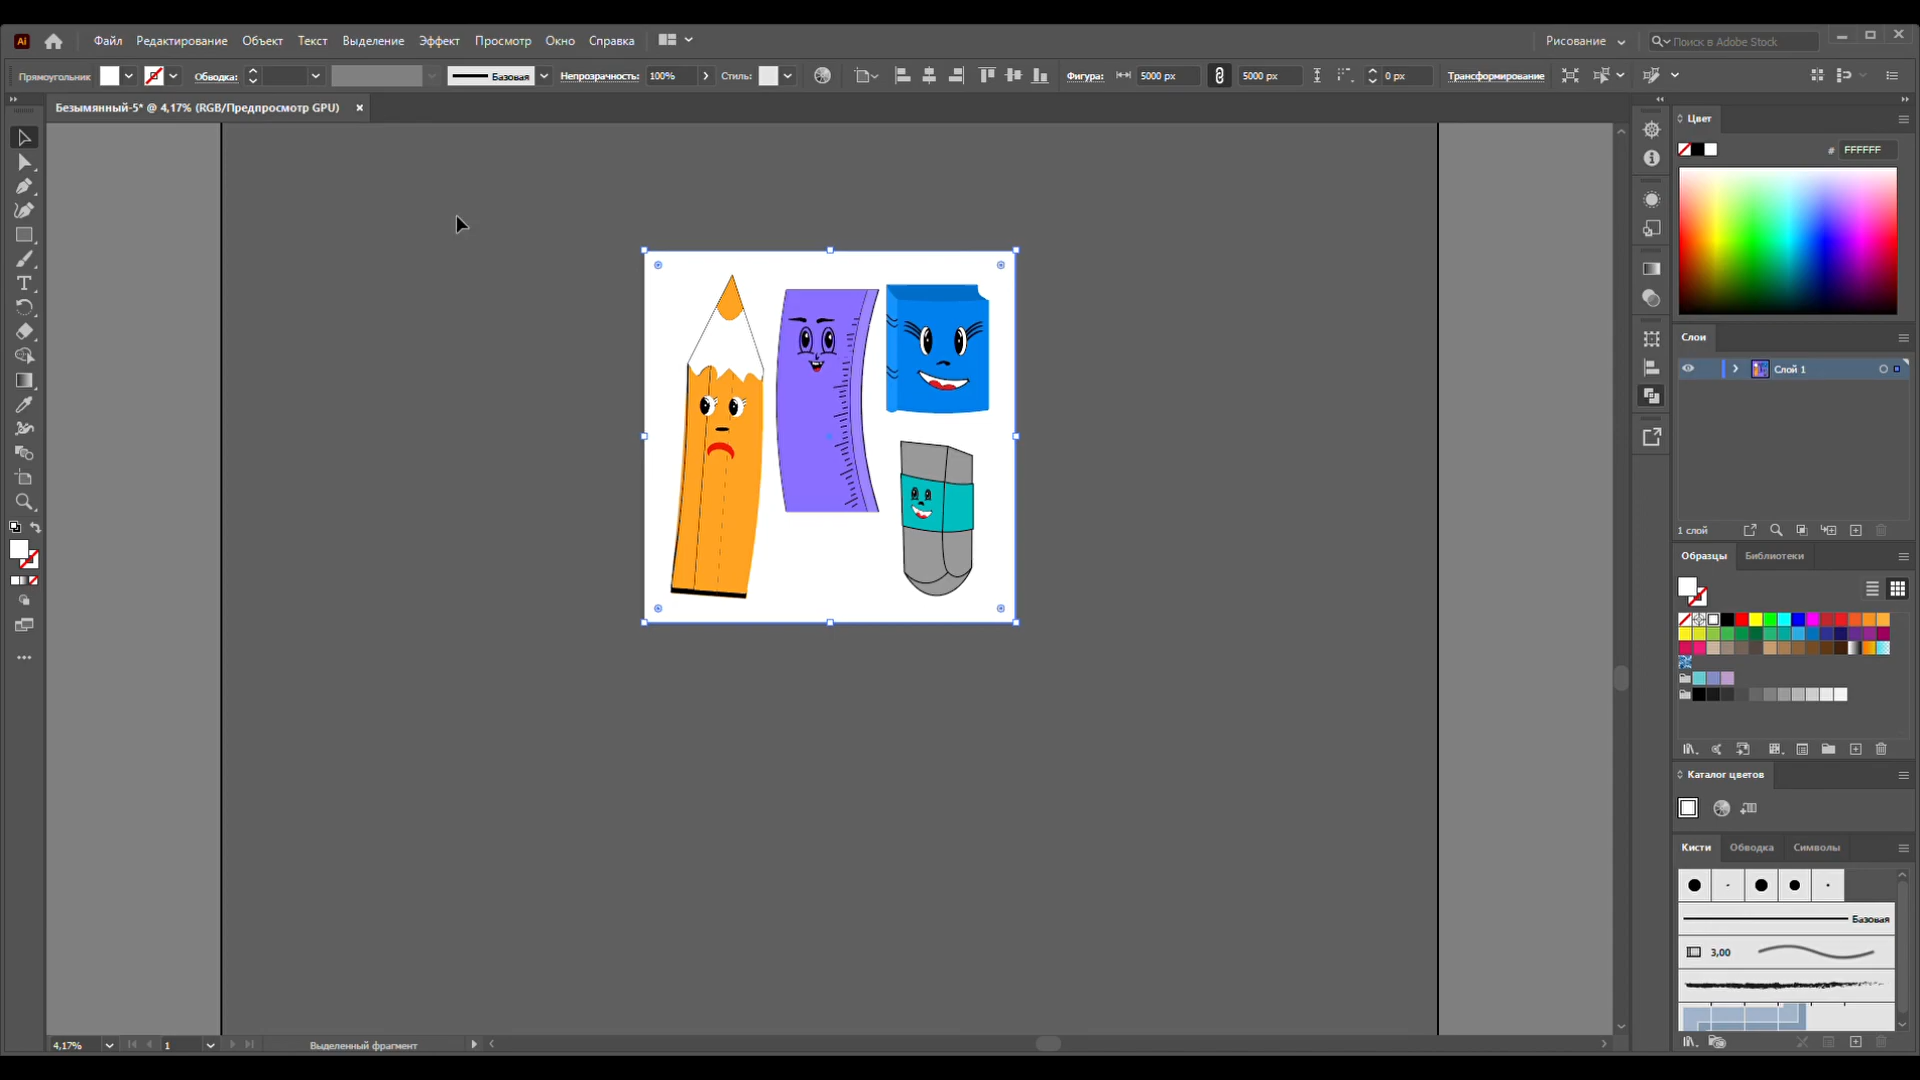 Ai Файл Редактирование Объект Текст Выделение Эффект Просмотр Окно Справка Рисование Поиск в Adobe Stock
Прямоугольник Обводка: Базовая Непрозрачность: 100% Стиль: Фигура: 5000 px 5000 px 0 px Трансформирование
Безымянный-5* @ 4,17% (RGB/Предпросмотр GPU) ×
Цвет
# FFFFFF
Слои
Слой 1
1 слой
Образцы Библиотеки
Каталог цветов
Кисти Обводка Символы
Базовая
3,00
4,17% 1 Выделенный фрагмент